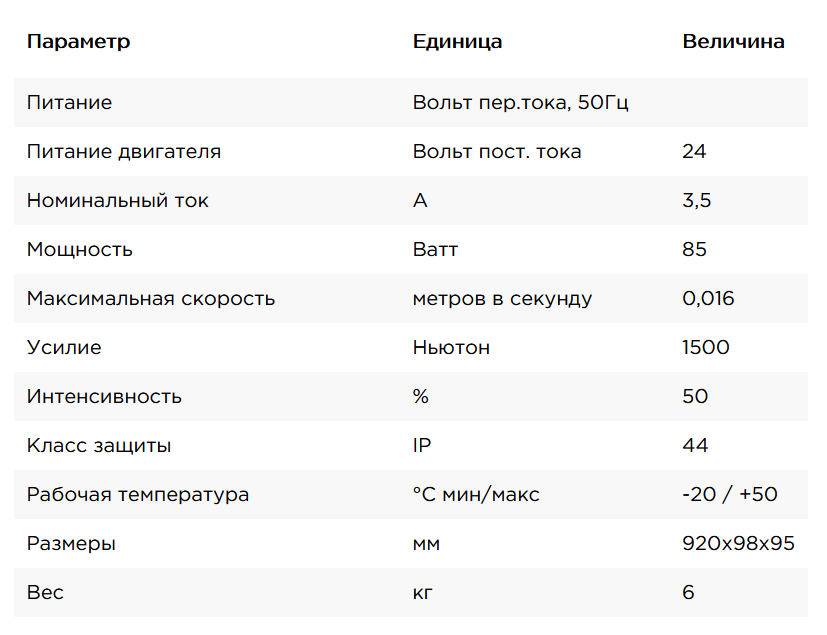 Параметр Единица Величина
Питание Вольт пер.тока, 50Гц
Питание двигателя Вольт пост. тока 24
Номинальный ток А 3,5
Мощность Ватт 85
Максимальная скорость метров в секунду 0,016
Усилие Ньютон 1500
Интенсивность % 50
Класс защиты IP 44
Рабочая температура °C мин/макс -20 / +50
Размеры мм 920x98x95
Вес кг 6